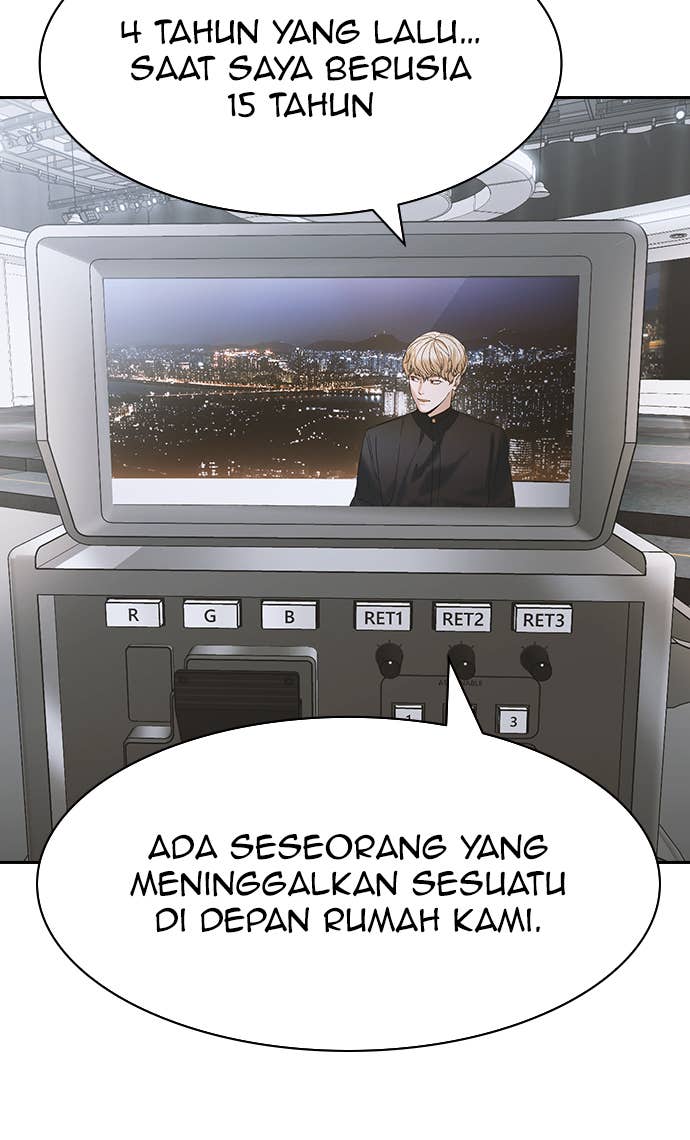 4 TAHUN YANG LALU...
SAAT SAYA BERUSIA
15 TAHUN
R G B RET1 RET2 RET3
1 3
ADA SESEORANG YANG
MENINGGALKAN SESUATU
DI DEPAN RUMAH KAMI.